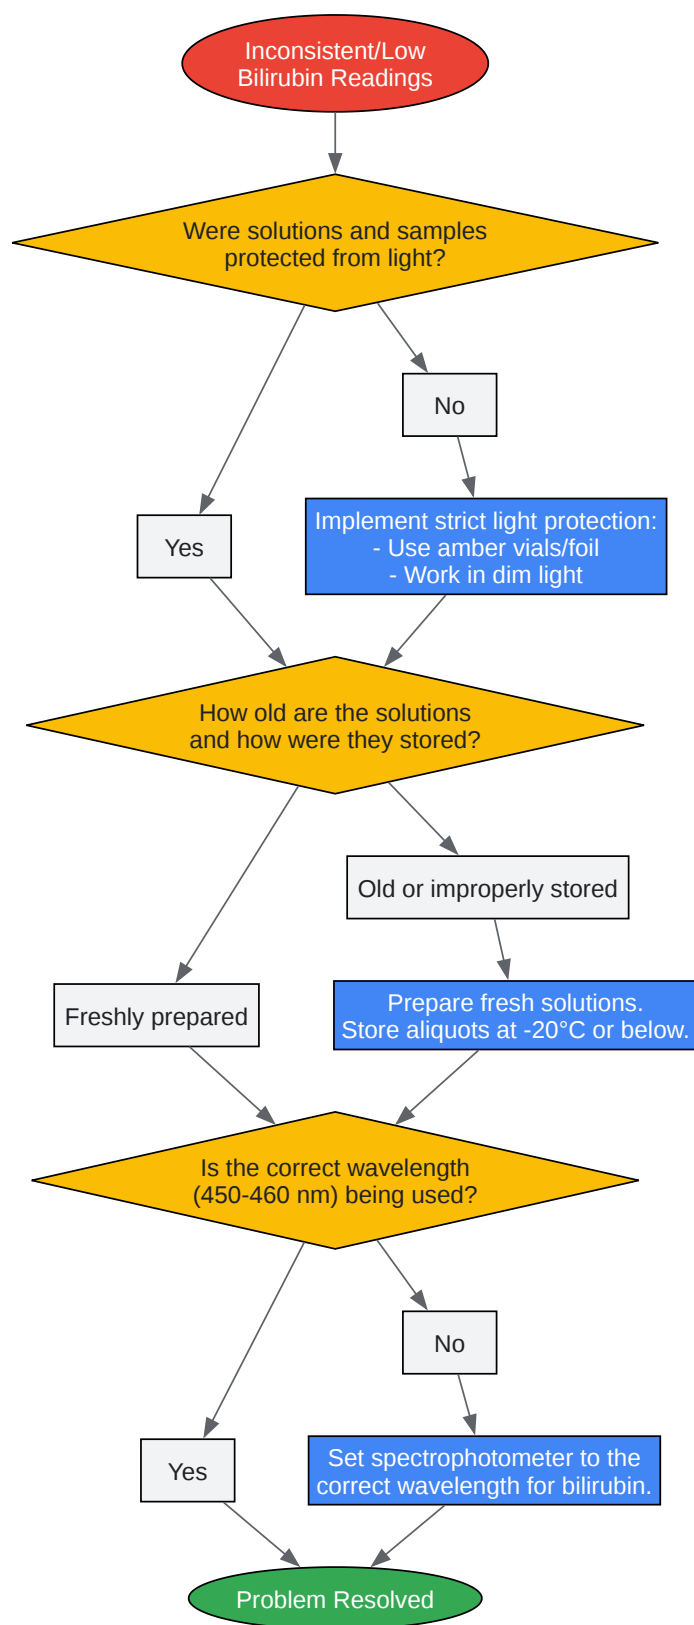 Inconsistent/Low
Bilirubin Readings
Were solutions and samples
protected from light?
No
Yes
Implement strict light protection:
- Use amber vials/foil
- Work in dim light
How old are the solutions
and how were they stored?
Old or improperly stored
Freshly prepared
Prepare fresh solutions.
Store aliquots at -20°C or below.
Is the correct wavelength
(450-460 nm) being used?
No
Yes
Set spectrophotometer to the
correct wavelength for bilirubin.
Problem Resolved